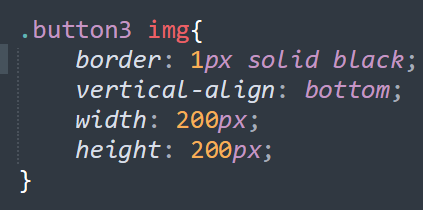 .button3 img{
    border: 1px solid black;
    vertical-align: bottom;
    width: 200px;
    height: 200px;
}